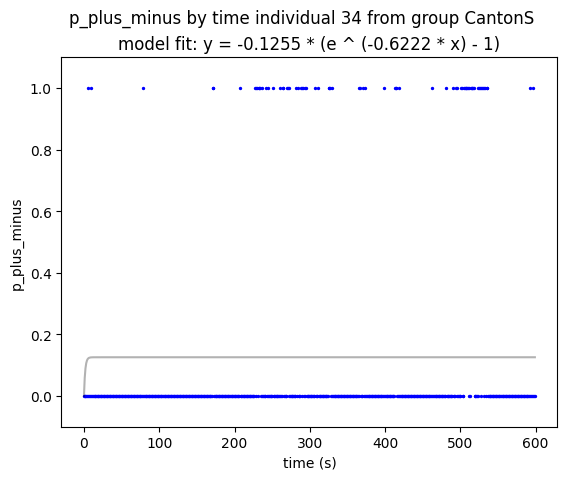 p_plus_minus by time individual 34 from group CantonS
model fit: y = -0.1255 * (e ^ (-0.6222 * x) - 1)
1.0
0.8
0.6
0.4
0.2
0.0
p_plus_minus
0 100 200 300 400 500 600
time (s)